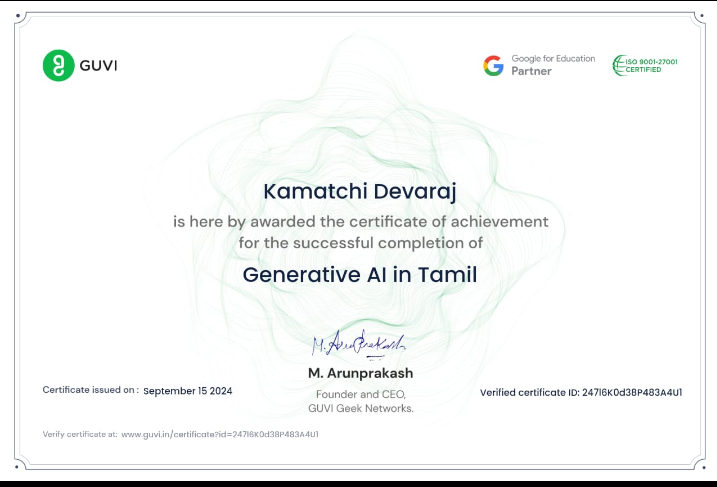 GUVI
Google for Education
Partner
ISO 9001-27001
CERTIFIED
Kamatchi Devaraj
is here by awarded the certificate of achievement
for the successful completion of
Generative AI in Tamil
M. Arunprakash
M. Arunprakash
Founder and CEO,
GUVI Geek Networks.
Certificate issued on : September 15 2024
Verified certificate ID: 247I6K0d38P483A4U1
Verify certificate at: www.guvi.in/certificate?id=247I6K0d38P483A4U1